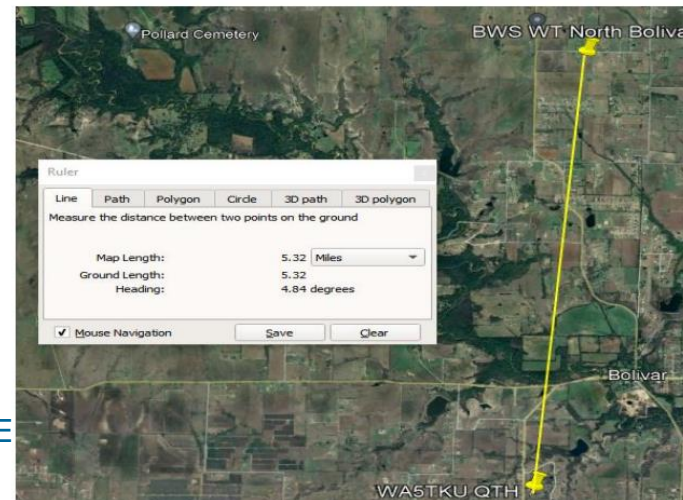 Pollard Cemetery
BWS WT North Boliva
Ruler
Line Path Polygon Circle 3D path 3D polygon
Measure the distance between two points on the ground
Map Length: 5.32 Miles
Ground Length: 5.32
Heading: 4.84 degrees
Mouse Navigation Save Clear
Bolivar
E
WA5TKU QTH